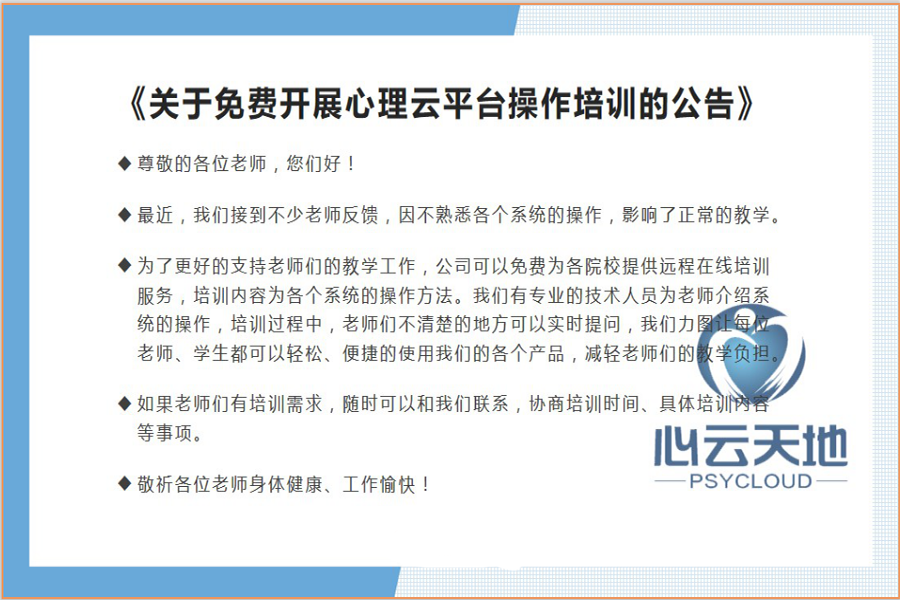 《关于免费开展心理云平台操作培训的公告》
◆ 尊敬的各位老师，您们好！
◆ 最近，我们接到不少老师反馈，因不熟悉各个系统的操作，影响了正常的教学。
◆ 为了更好的支持老师们的教学工作，公司可以免费为各院校提供远程在线培训
服务，培训内容为各个系统的操作方法。我们有专业的技术人员为老师介绍系
统的操作，培训过程中，老师们不清楚的地方可以实时提问，我们力图让每位
老师、学生都可以轻松、便捷的使用我们的各个产品，减轻老师们的教学负担。
◆ 如果老师们有培训需求，随时可以和我们联系，协商培训时间、具体培训内容
等事项。
◆ 敬祈各位老师身体健康、工作愉快！
心云天地
PSYCLOUD